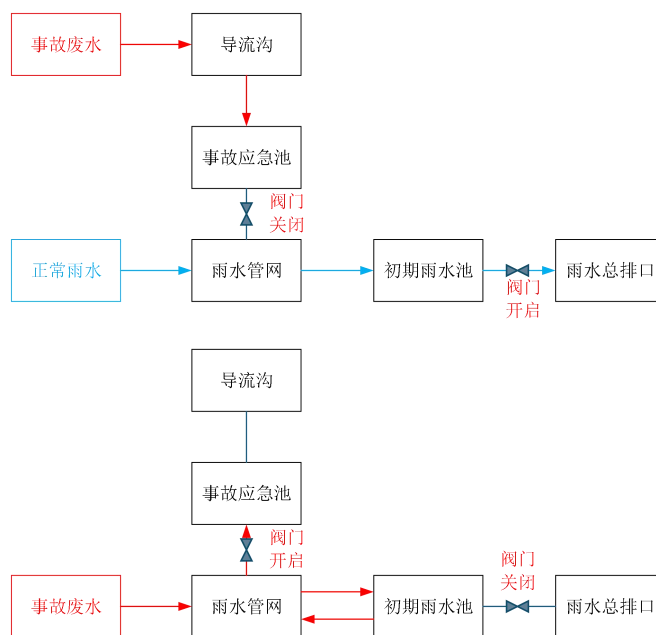 事故废水
导流沟
事故应急池
阀门
关闭
正常雨水
雨水管网
初期雨水池
雨水总排口
阀门
开启
导流沟
事故应急池
阀门
开启
阀门
关闭
事故废水
雨水管网
初期雨水池
雨水总排口